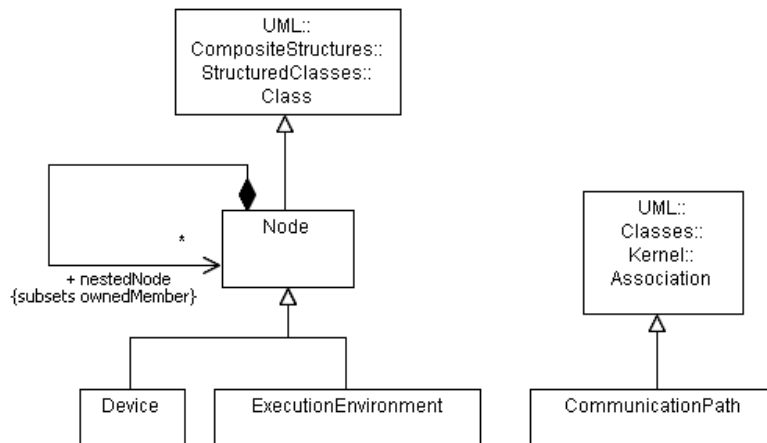 UML::
CompositeStructures::
StructuredClasses::
Class
Node
*
+ nestedNode
{subsets ownedMember}
UML::
Classes::
Kernel::
Association
Device
ExecutionEnvironment
CommunicationPath